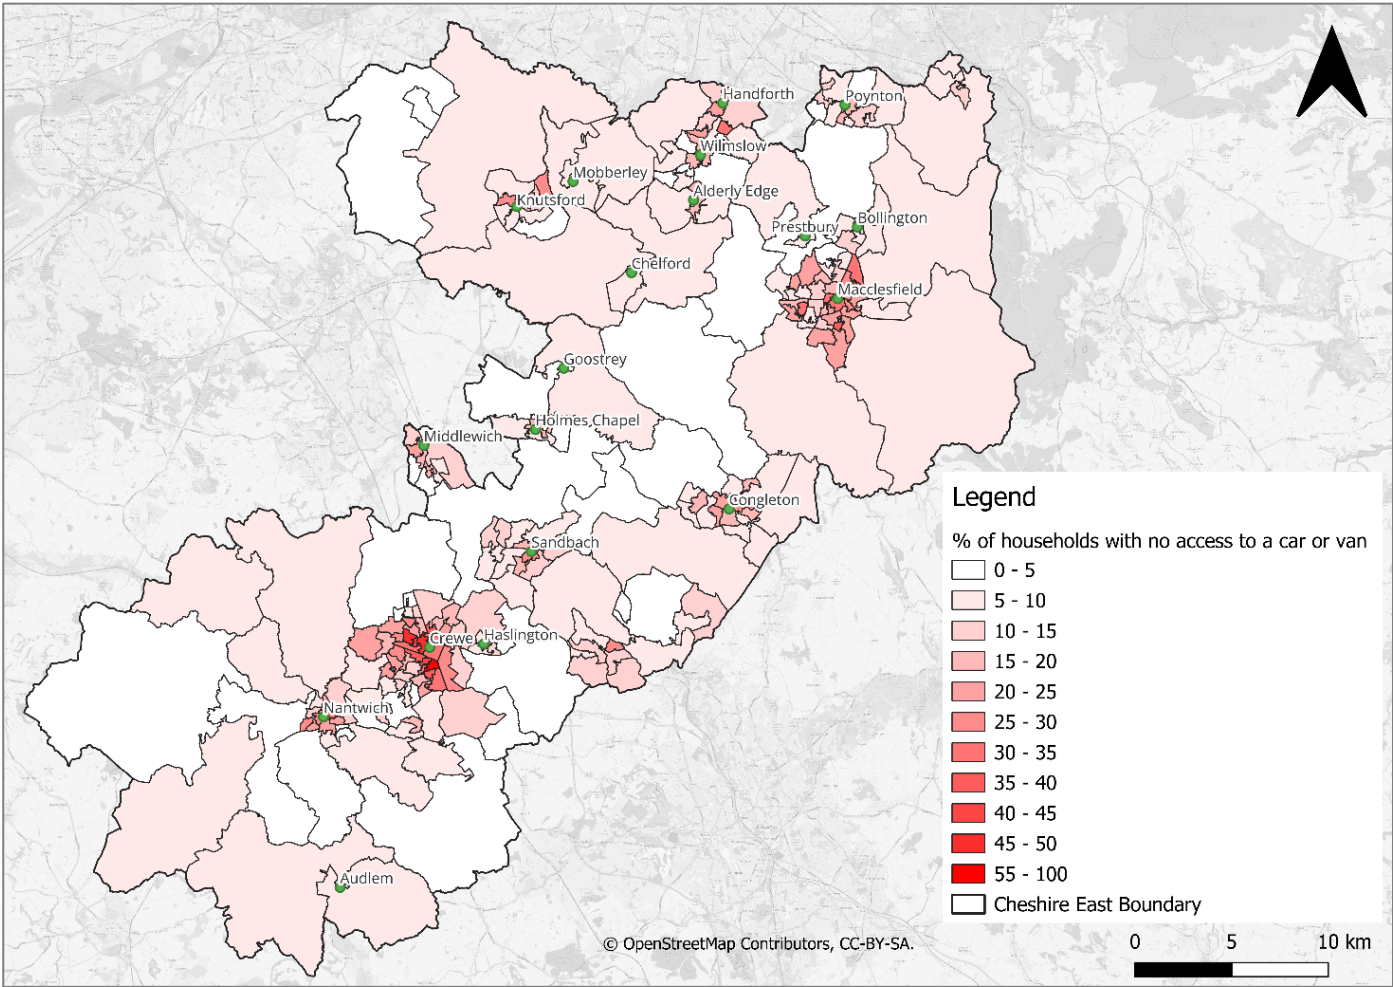 Handforth
Poynton
Wilmslow
Mobberley
Alderly Edge
Knutsford
Bollington
Prestbury
Chelford
Macclesfield
Goostrey
Holmes Chapel
Middlewich
Congleton
Sandbach
Crewe
Haslington
Nantwich
Audlem
Legend
% of households with no access to a car or van
0 - 5
5 - 10
10 - 15
15 - 20
20 - 25
25 - 30
30 - 35
35 - 40
40 - 45
45 - 50
55 - 100
Cheshire East Boundary
© OpenStreetMap Contributors, CC-BY-SA.
0 5 10 km